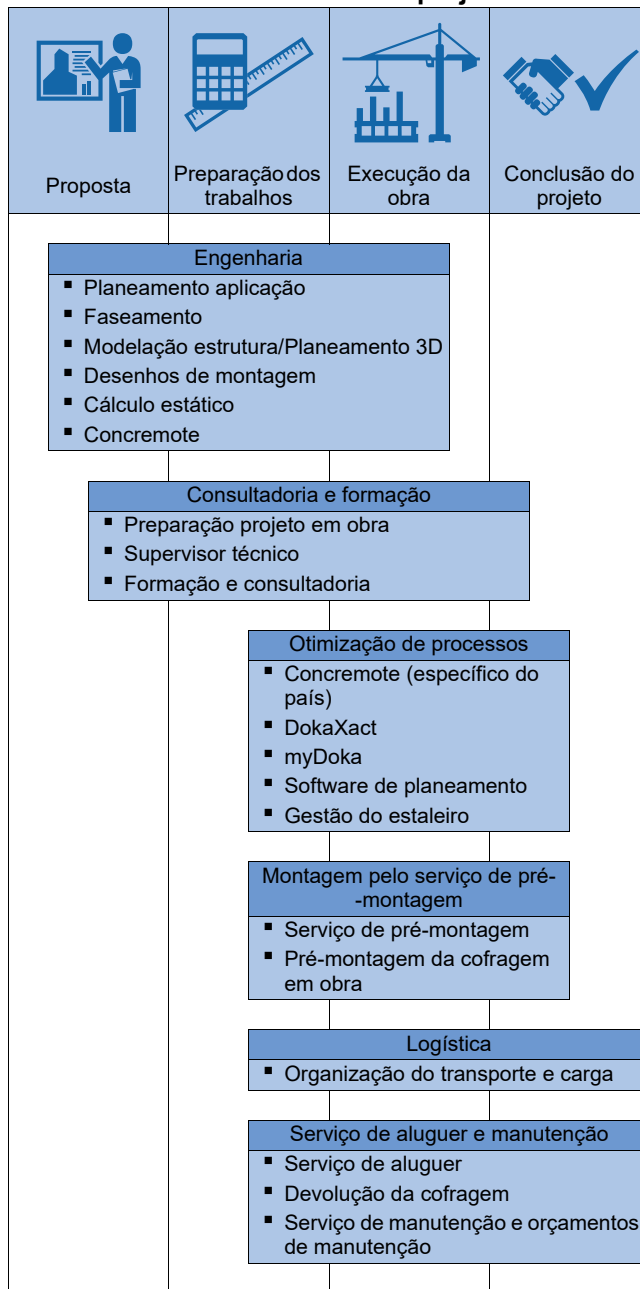 Proposta
Preparação dos
trabalhos
Execução da
obra
Conclusão do
projeto
Engenharia
▪ Planeamento aplicação
▪ Faseamento
▪ Modelação estrutura/Planeamento 3D
▪ Desenhos de montagem
▪ Cálculo estático
▪ Concremote
Consultadoria e formação
▪ Preparação projeto em obra
▪ Supervisor técnico
▪ Formação e consultadoria
Otimização de processos
▪ Concremote (específico do
país)
▪ DokaXact
▪ myDoka
▪ Software de planeamento
▪ Gestão do estaleiro
Montagem pelo serviço de pré-
-montagem
▪ Serviço de pré-montagem
▪ Pré-montagem da cofragem
em obra
Logística
▪ Organização do transporte e carga
Serviço de aluguer e manutenção
▪ Serviço de aluguer
▪ Devolução da cofragem
▪ Serviço de manutenção e orçamentos
de manutenção